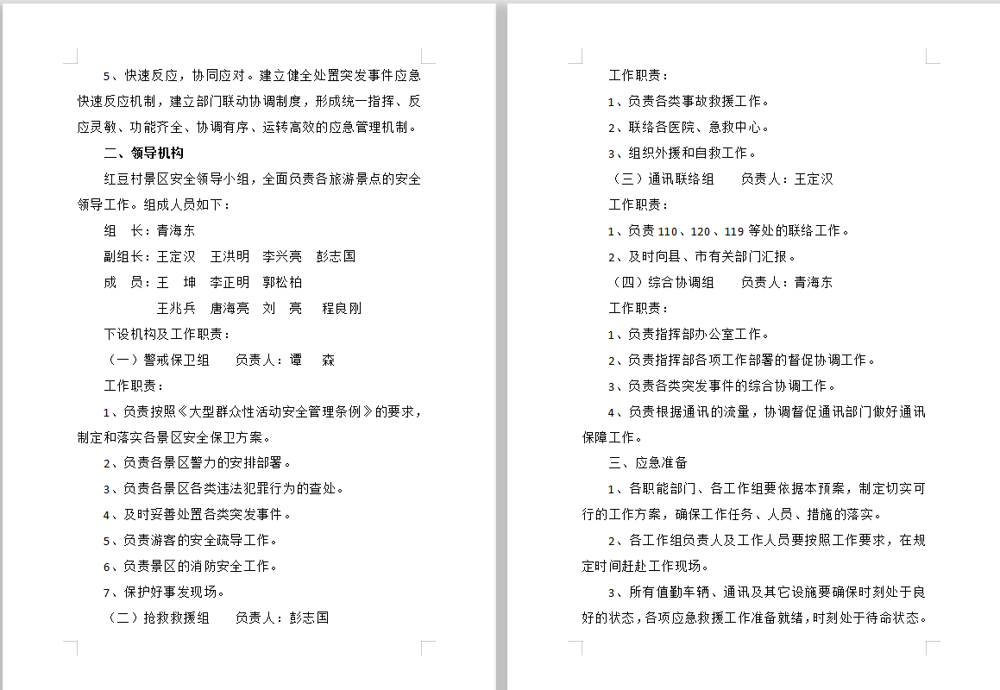 5、快速反应，协同应对。建立健全处置突发事件应急
快速反应机制，建立部门联动协调制度，形成统一指挥、反
应灵敏、功能齐全、协调有序、运转高效的应急管理机制。
二、领导机构
红豆村景区安全领导小组，全面负责各旅游景点的安全
领导工作。组成人员如下：
组　长：青海东
副组长：王定汉　王洪明　李兴亮　彭志国
成　员：王　坤　李正明　郭松柏
王兆兵　唐海亮　刘　亮　程良刚
下设机构及工作职责：
（一）警戒保卫组　　负责人：谭　森
工作职责：
1、负责按照《大型群众性活动安全管理条例》的要求，
制定和落实各景区安全保卫方案。
2、负责各景区警力的安排部署。
3、负责各景区各类违法犯罪行为的查处。
4、及时妥善处置各类突发事件。
5、负责游客的安全疏导工作。
6、负责景区的消防安全工作。
7、保护好事发现场。
（二）抢救救援组　　负责人：彭志国
工作职责：
1、负责各类事故救援工作。
2、联络各医院、急救中心。
3、组织外援和自救工作。
（三）通讯联络组　　负责人：王定汉
工作职责：
1、负责 110、120、119 等处的联络工作。
2、及时向县、市有关部门汇报。
（四）综合协调组　　负责人：青海东
工作职责：
1、负责指挥部办公室工作。
2、负责指挥部各项工作部署的督促协调工作。
3、负责各类突发事件的综合协调工作。
4、负责根据通讯的流量，协调督促通讯部门做好通讯
保障工作。
三、应急准备
1、各职能部门、各工作组要依据本预案，制定切实可
行的工作方案，确保工作任务、人员、措施的落实。
2、各工作组负责人及工作人员要按照工作要求，在规
定时间赶赴工作现场。
3、所有值勤车辆、通讯及其它设施要确保时刻处于良
好的状态，各项应急救援工作准备就绪，时刻处于待命状态。